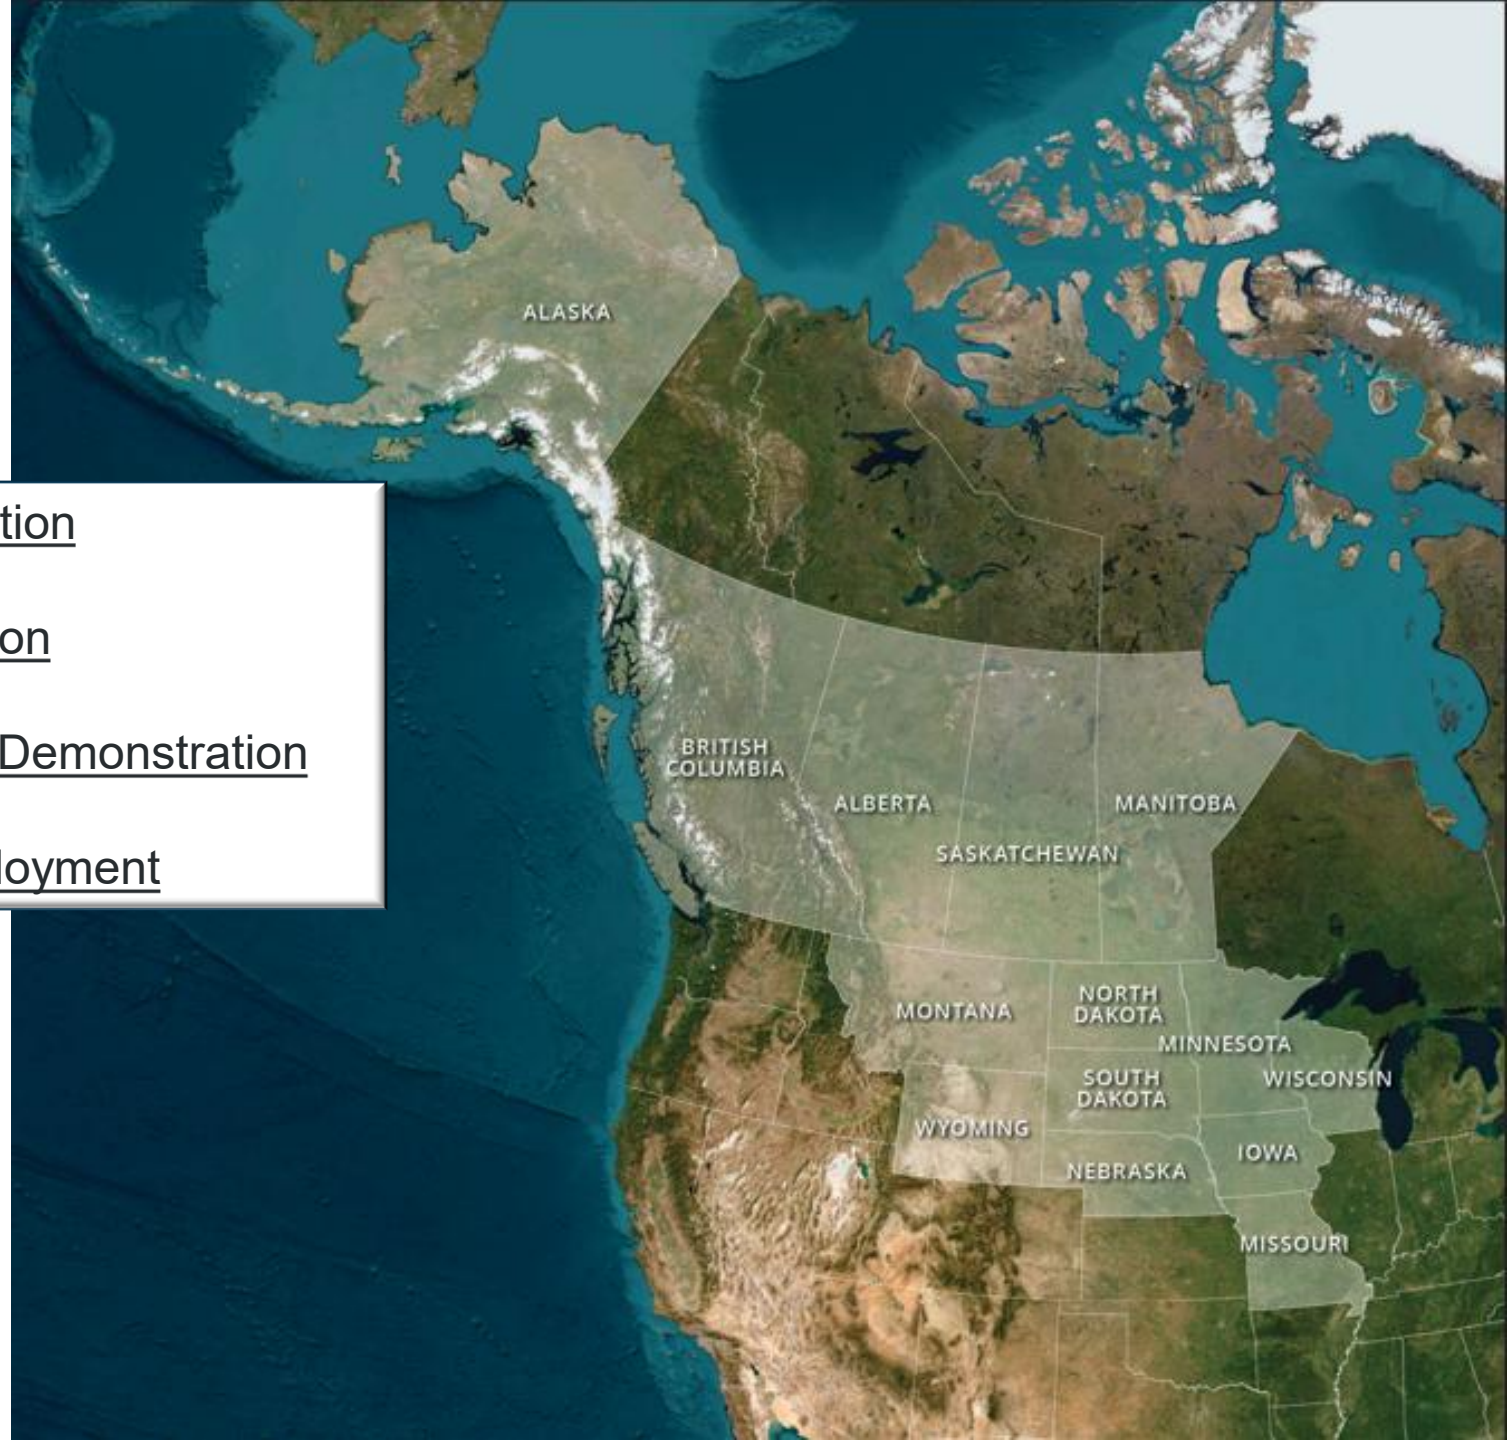 ALASKA
tion
on
Demonstration
loyment
BRITISH
COLUMBIA
ALBERTA
MANITOBA
SASKATCHEWAN
MONTANA
NORTH
DAKOTA
MINNESOTA
SOUTH
DAKOTA
WISCONSIN
WYOMING
IOWA
NEBRASKA
MISSOURI